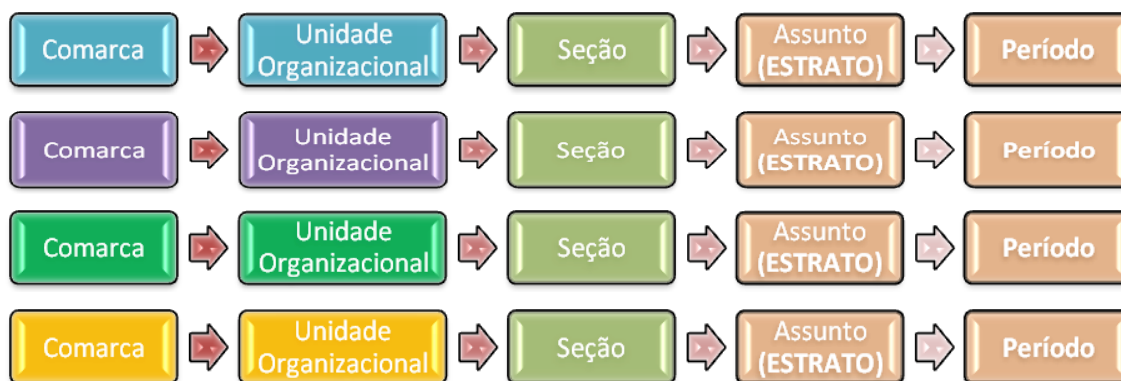 Comarca
Unidade
Organizacional
Seção
Assunto
(ESTRATO)
Período
Comarca
Unidade
Organizacional
Seção
Assunto
(ESTRATO)
Período
Comarca
Unidade
Organizacional
Seção
Assunto
(ESTRATO)
Período
Comarca
Unidade
Organizacional
Seção
Assunto
(ESTRATO)
Período